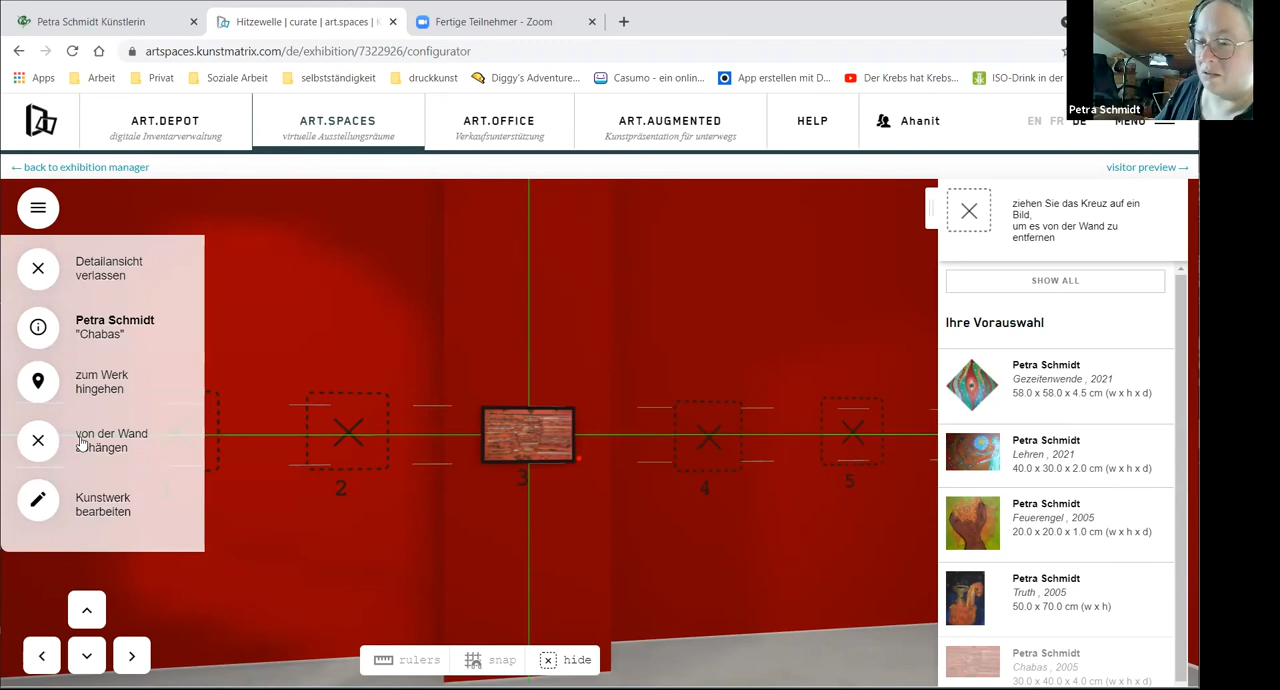 Petra Schmidt Künstlerin
Hitzewelle | curate | art.spaces | K
Fertige Teilnehmer - Zoom
artspaces.kunstmatrix.com/de/exhibition/7322926/configurator
Apps Arbeit Privat Soziale Arbeit selbstständigkeit druckkunst Diggy's Adventure... Casumo - ein onlin... App erstellen mit D... Der Krebs hat Krebs... ISO-Drink in der
Petra Schmidt
ART.DEPOT
digitale Inventarverwaltung
ART.SPACES
virtuelle Ausstellungsräume
ART.OFFICE
Verkaufsunterstützung
ART.AUGMENTED
Kunstpräsentation für unterwegs
HELP
Ahanit
EN FR DE MENU
← back to exhibition manager
visitor preview →
Detailansicht
verlassen
Petra Schmidt
"Chabas"
zum Werk
hingehen
von der Wand
abhängen
Kunstwerk
bearbeiten
2
3
4
5
rulers snap hide
ziehen Sie das Kreuz auf ein
Bild,
um es von der Wand zu
entfernen
SHOW ALL
Ihre Vorauswahl
Petra Schmidt
Gezeitenwende , 2021
58.0 x 58.0 x 4.5 cm (w x h x d)
Petra Schmidt
Lehren , 2021
40.0 x 30.0 x 2.0 cm (w x h x d)
Petra Schmidt
Feuerengel , 2005
20.0 x 20.0 x 1.0 cm (w x h x d)
Petra Schmidt
Truth , 2005
50.0 x 70.0 cm (w x h)
Petra Schmidt
Chabas , 2005
30.0 x 40.0 x 4.0 cm (w x h x d)